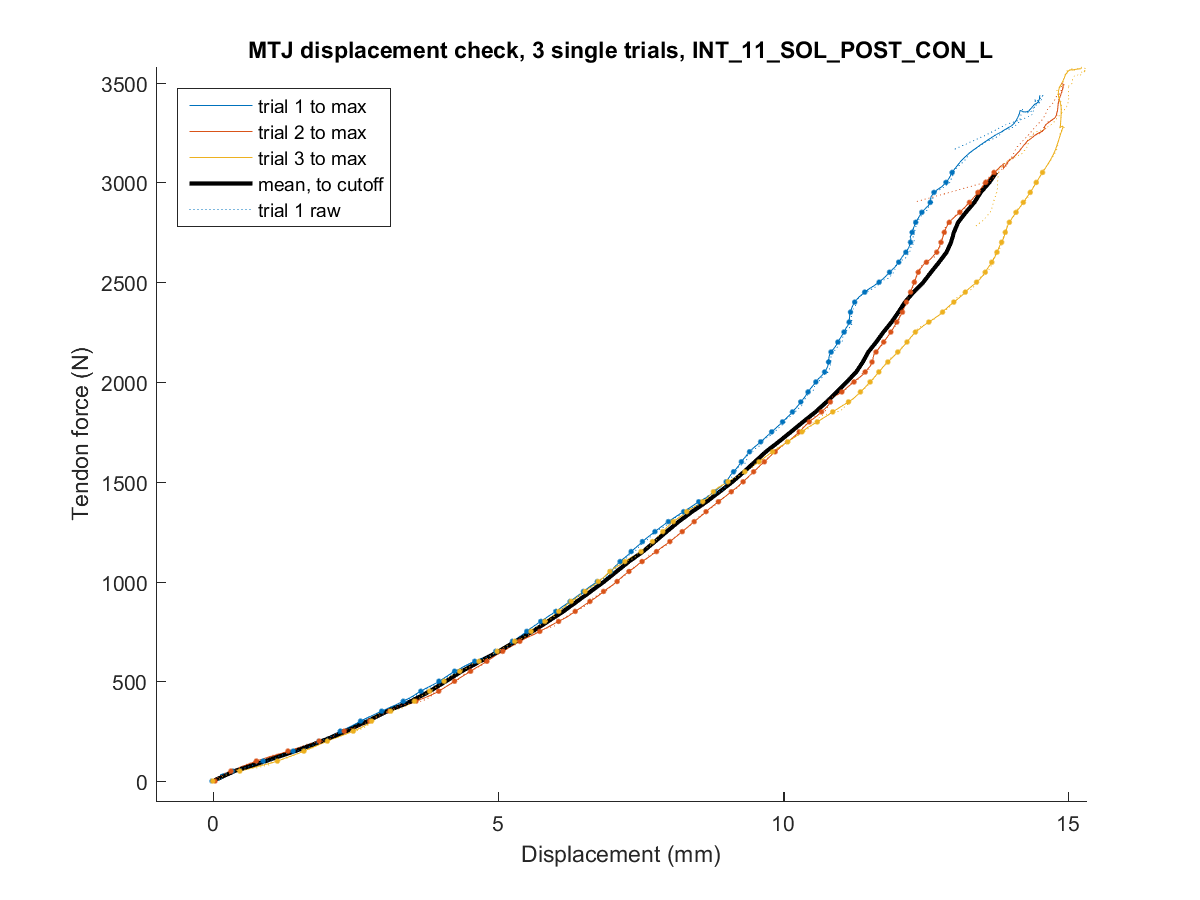 MTJ displacement check, 3 single trials, INT_11_SOL_POST_CON_L
trial 1 to max
trial 2 to max
trial 3 to max
mean, to cutoff
trial 1 raw
3500
3000
2500
2000
1500
1000
500
0
Tendon force (N)
0 5 10 15
Displacement (mm)